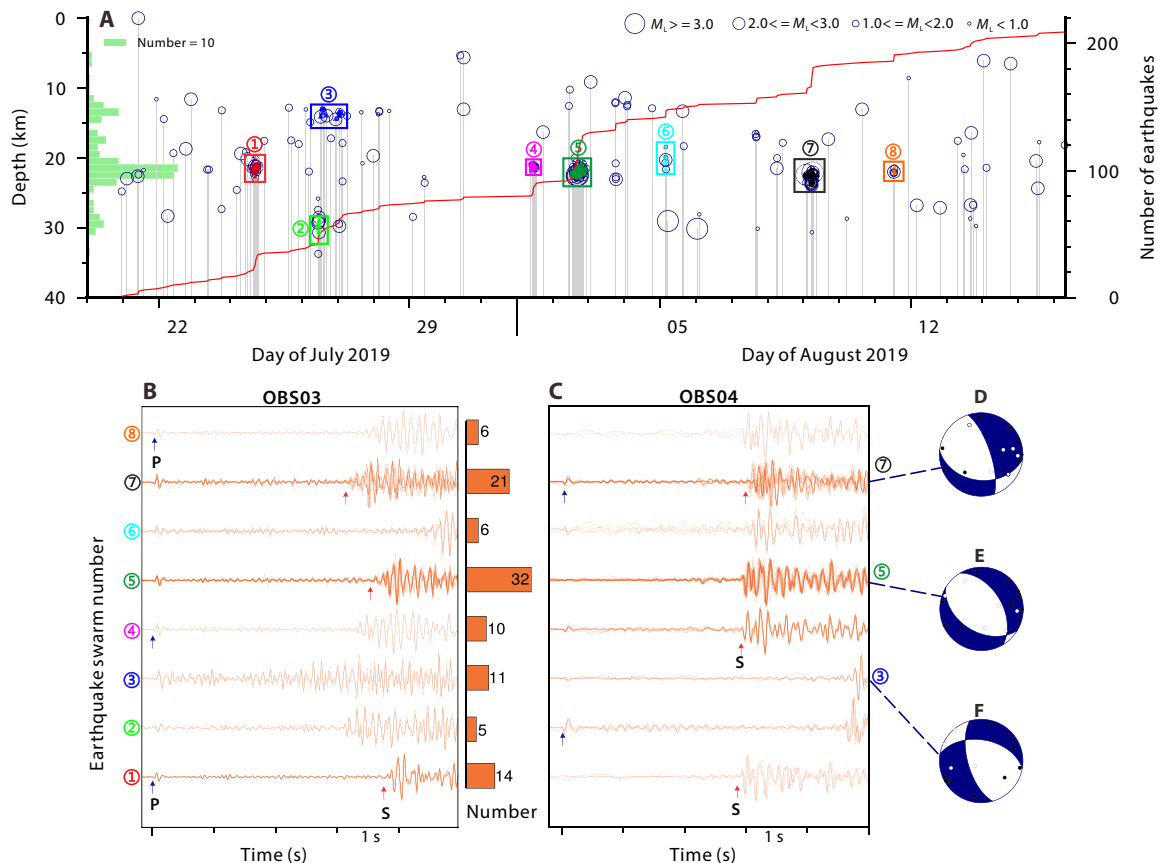 A
Number = 10
M_L >= 3.0
2.0<= M_L<3.0
1.0<= M_L<2.0
M_L < 1.0
0
10
20
30
40
Depth (km)
① ② ③ ④ ⑤ ⑥ ⑦ ⑧
200
100
0
Number of earthquakes
22
29
05
12
Day of July 2019
Day of August 2019
B
OBS03
Earthquake swarm number
⑧
P
6
⑦
21
⑥
6
⑤
32
④
10
③
11
②
5
①
14
P
S
Number
1 s
Time (s)
C
OBS04
⑦
⑤
S
③
S
1 s
Time (s)
D
E
F